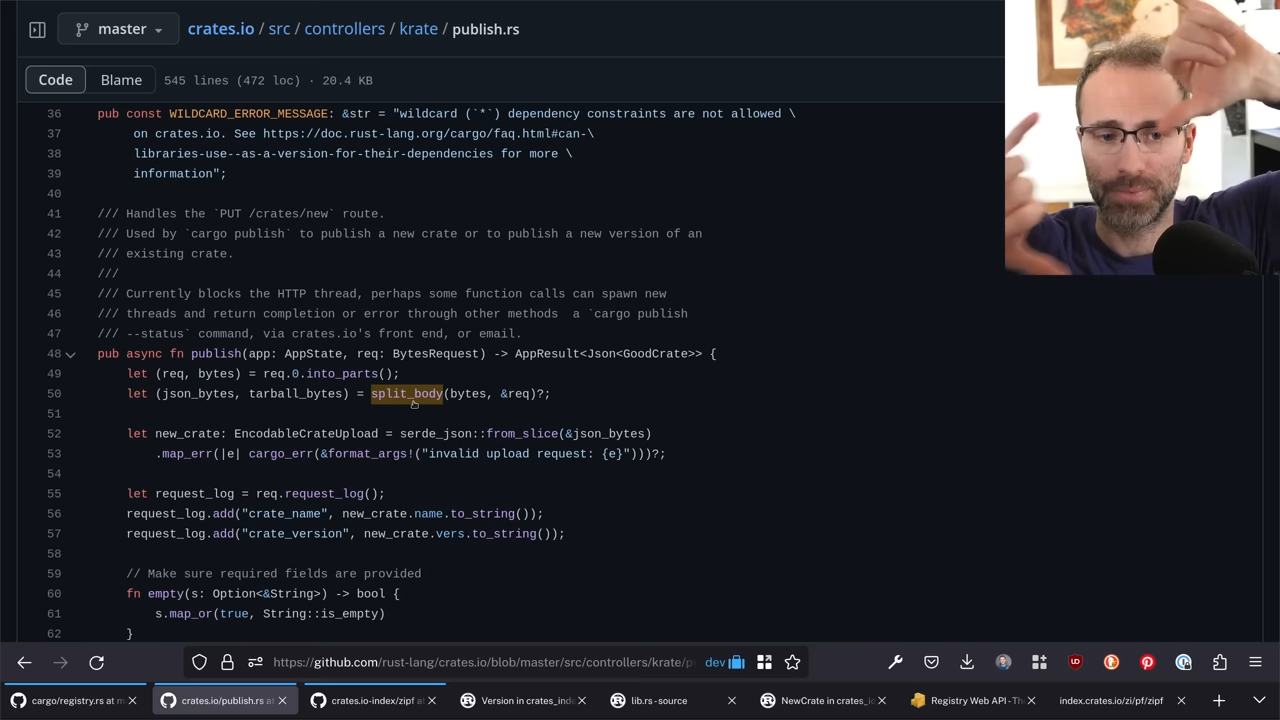 master
crates.io / src / controllers / krate / publish.rs
Code Blame 545 lines (472 loc) · 20.4 KB
36 pub const WILDCARD_ERROR_MESSAGE: &str = "wildcard (`*`) dependency constraints are not allowed \
37 on crates.io. See https://doc.rust-lang.org/cargo/faq.html#can-\
38 libraries-use--as-a-version-for-their-dependencies for more \
39 information";
40
41 /// Handles the `PUT /crates/new` route.
42 /// Used by `cargo publish` to publish a new crate or to publish a new version of an
43 /// existing crate.
44 ///
45 /// Currently blocks the HTTP thread, perhaps some function calls can spawn new
46 /// threads and return completion or error through other methods  a `cargo publish
47 /// --status` command, via crates.io's front end, or email.
48 pub async fn publish(app: AppState, req: BytesRequest) -> AppResult<Json<GoodCrate>> {
49 let (req, bytes) = req.0.into_parts();
50 let (json_bytes, tarball_bytes) = split_body(bytes, &req)?;
51
52 let new_crate: EncodableCrateUpload = serde_json::from_slice(&json_bytes)
53 .map_err(|e| cargo_err(&format_args!("invalid upload request: {e}")))?;
54
55 let request_log = req.request_log();
56 request_log.add("crate_name", new_crate.name.to_string());
57 request_log.add("crate_version", new_crate.vers.to_string());
58
59 // Make sure required fields are provided
60 fn empty(s: Option<&String>) -> bool {
61 s.map_or(true, String::is_empty)
62 }
https://github.com/rust-lang/crates.io/blob/master/src/controllers/krate/p dev
cargo/registry.rs at m crates.io/publish.rs at crates.io-index/zipf at Version in crates_ind lib.rs - source NewCrate in crates_io Registry Web API - The index.crates.io/zi/pf/zipf